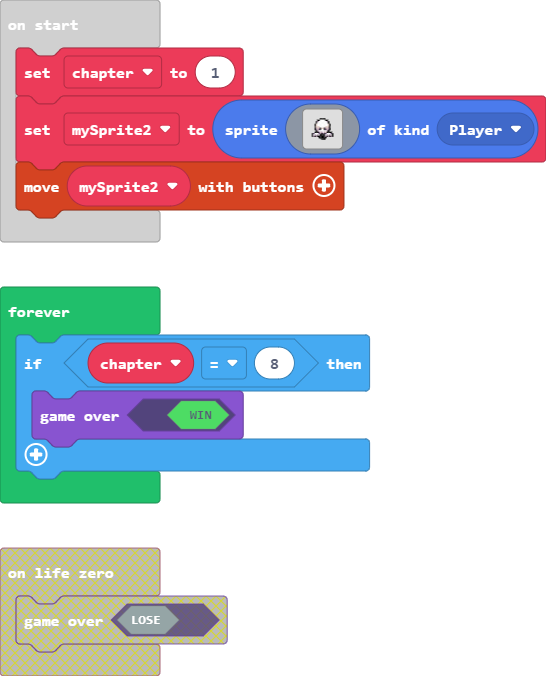 on start
set chapter to 1
set mySprite2 to sprite of kind Player
move mySprite2 with buttons
forever
if chapter = 8 then
game over WIN
on life zero
game over LOSE